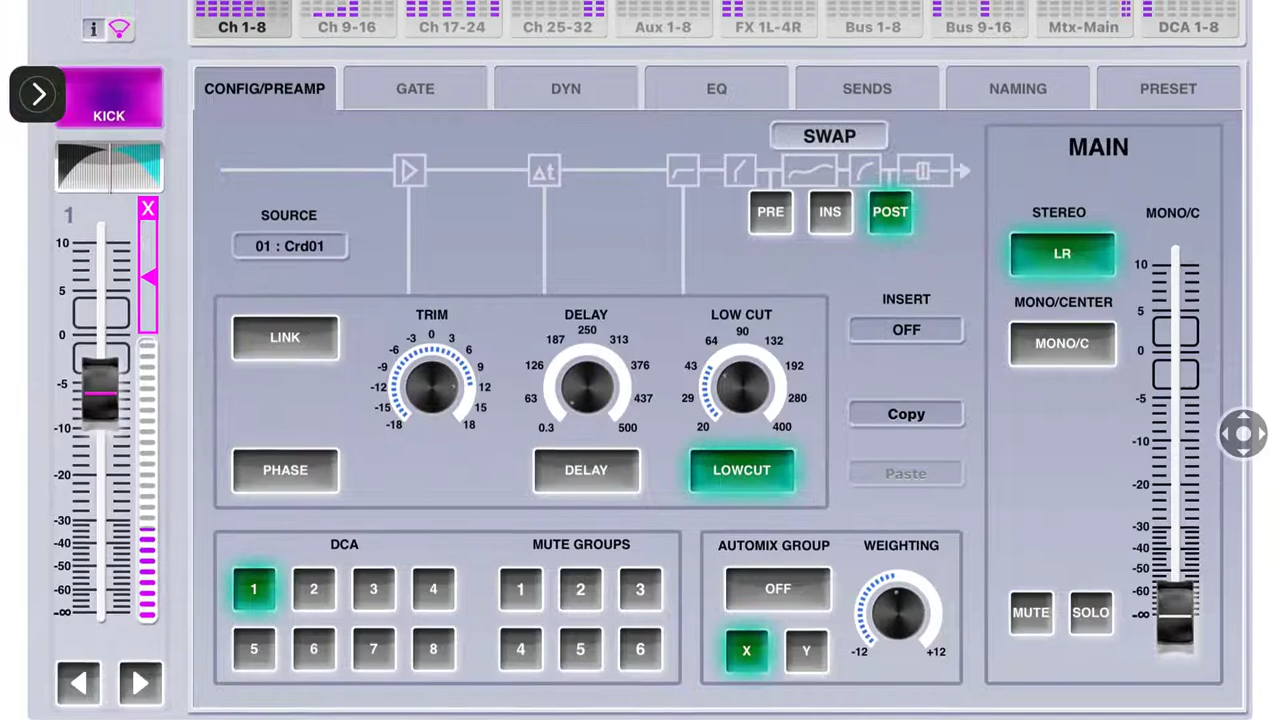 i
Ch 1-8 Ch 9-16 Ch 17-24 Ch 25-32 Aux 1-8 FX 1L-4R Bus 1-8 Bus 9-16 Mtx-Main DCA 1-8
KICK
CONFIG/PREAMP GATE DYN EQ SENDS NAMING PRESET
SWAP
Δt
PRE INS POST
SOURCE
01 : Crd01
1
X
10
5
0
-5
-10
-20
-30
-40
-50
-60
-∞
LINK
PHASE
TRIM
-18 -15 -12 -9 -6 -3 0 3 6 9 12 15 18
DELAY
0.3 63 126 187 250 313 376 437 500
DELAY
LOW CUT
20 29 43 64 90 132 192 280 400
LOWCUT
INSERT
OFF
Copy
Paste
DCA
1 2 3 4
5 6 7 8
MUTE GROUPS
1 2 3
4 5 6
AUTOMIX GROUP
OFF
X Y
WEIGHTING
-12 +12
MAIN
STEREO
LR
MONO/CENTER
MONO/C
MUTE SOLO
MONO/C
10
5
0
-5
-10
-20
-30
-40
-50
-60
-∞